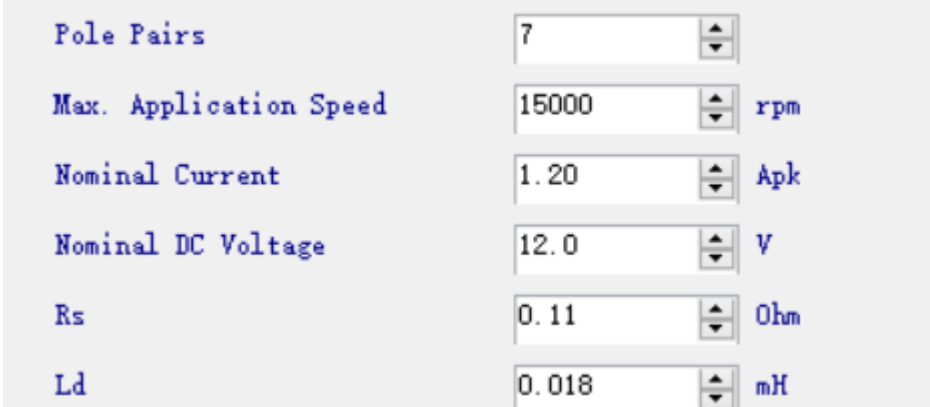 Pole Pairs 7
Max. Application Speed 15000 rpm
Nominal Current 1.20 Apk
Nominal DC Voltage 12.0 V
Rs 0.11 Ohm
Ld 0.018 mH